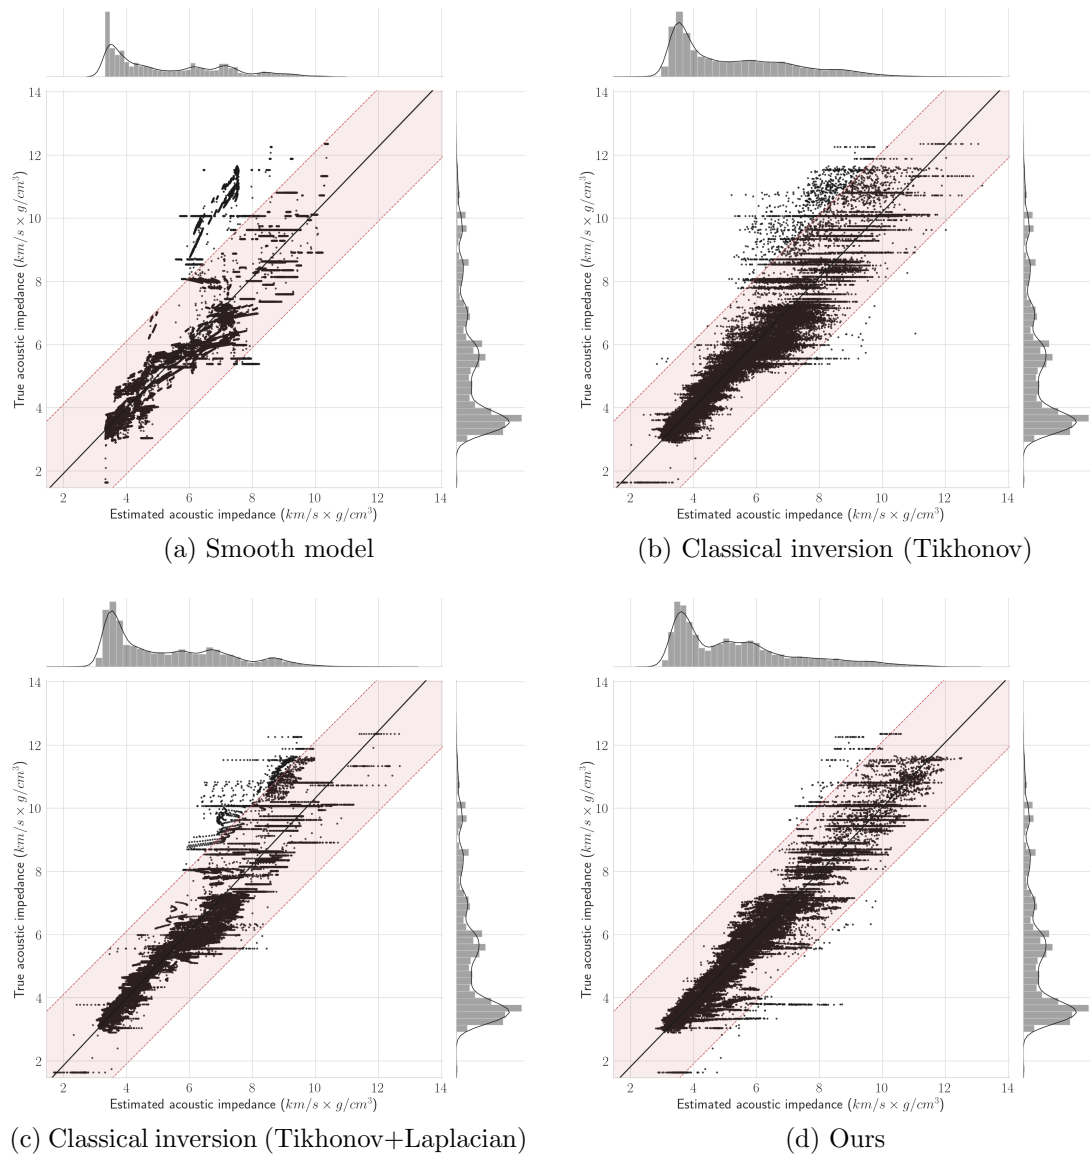 14
12
10
8
6
4
2
True acoustic impedance (km/s × g/cm³)
2 4 6 8 10 12 14
Estimated acoustic impedance (km/s × g/cm³)
(a) Smooth model
14
12
10
8
6
4
2
True acoustic impedance (km/s × g/cm³)
2 4 6 8 10 12 14
Estimated acoustic impedance (km/s × g/cm³)
(b) Classical inversion (Tikhonov)
14
12
10
8
6
4
2
True acoustic impedance (km/s × g/cm³)
2 4 6 8 10 12 14
Estimated acoustic impedance (km/s × g/cm³)
(c) Classical inversion (Tikhonov+Laplacian)
14
12
10
8
6
4
2
True acoustic impedance (km/s × g/cm³)
2 4 6 8 10 12 14
Estimated acoustic impedance (km/s × g/cm³)
(d) Ours